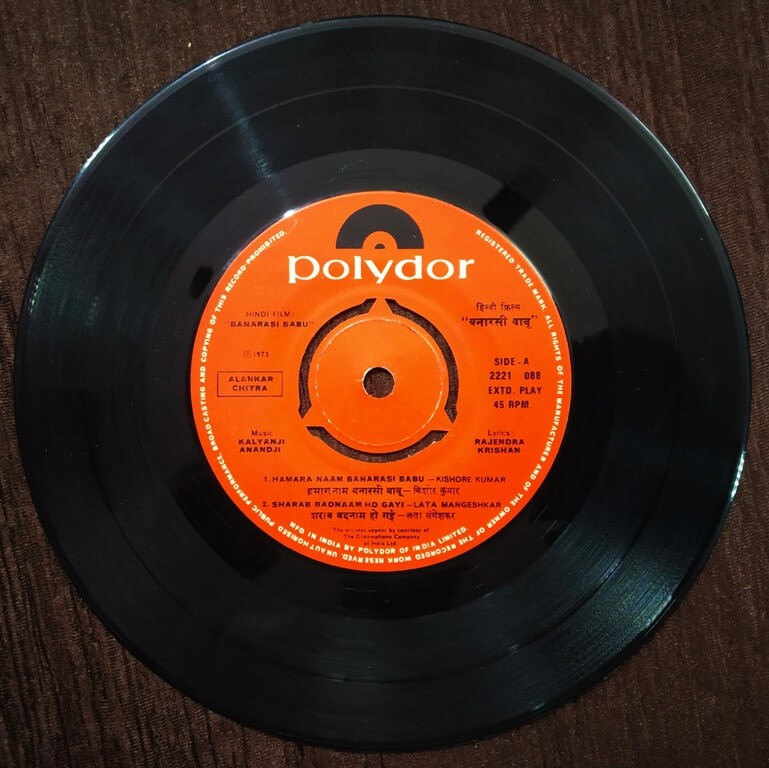 polydor
HINDI FILM:
"BANARASI BABU"
℗ 1973
ALANKAR
CHITRA
Music:
KALYANJI
ANANDJI
हिन्दी फ़िल्म:
"बनारसी बाबू"
SIDE - A
2221 088
EXTD. PLAY
45 RPM
Lyrics:
RAJENDRA
KRISHAN
1. HAMARA NAAM BANARASI BABU — KISHORE KUMAR
हमारा नाम बनारसी बाबू — किशोर कुमार
2. SHARAB BADNAAM HO GAYI — LATA MANGESHKAR
शराब बदनाम हो गई — लता मंगेशकर
The artistes appear by courtesy of
The Gramophone Company
of India Ltd.
REGISTERED TRADE MARK. ALL RIGHTS OF THE MANUFACTURER AND OF THE OWNER OF THE RECORDED WORK RESERVED. UNAUTHORISED PUBLIC PERFORMANCE, BROADCASTING AND COPYING OF THIS RECORD PROHIBITED.
MFD IN INDIA BY POLYDOR OF INDIA LIMITED.